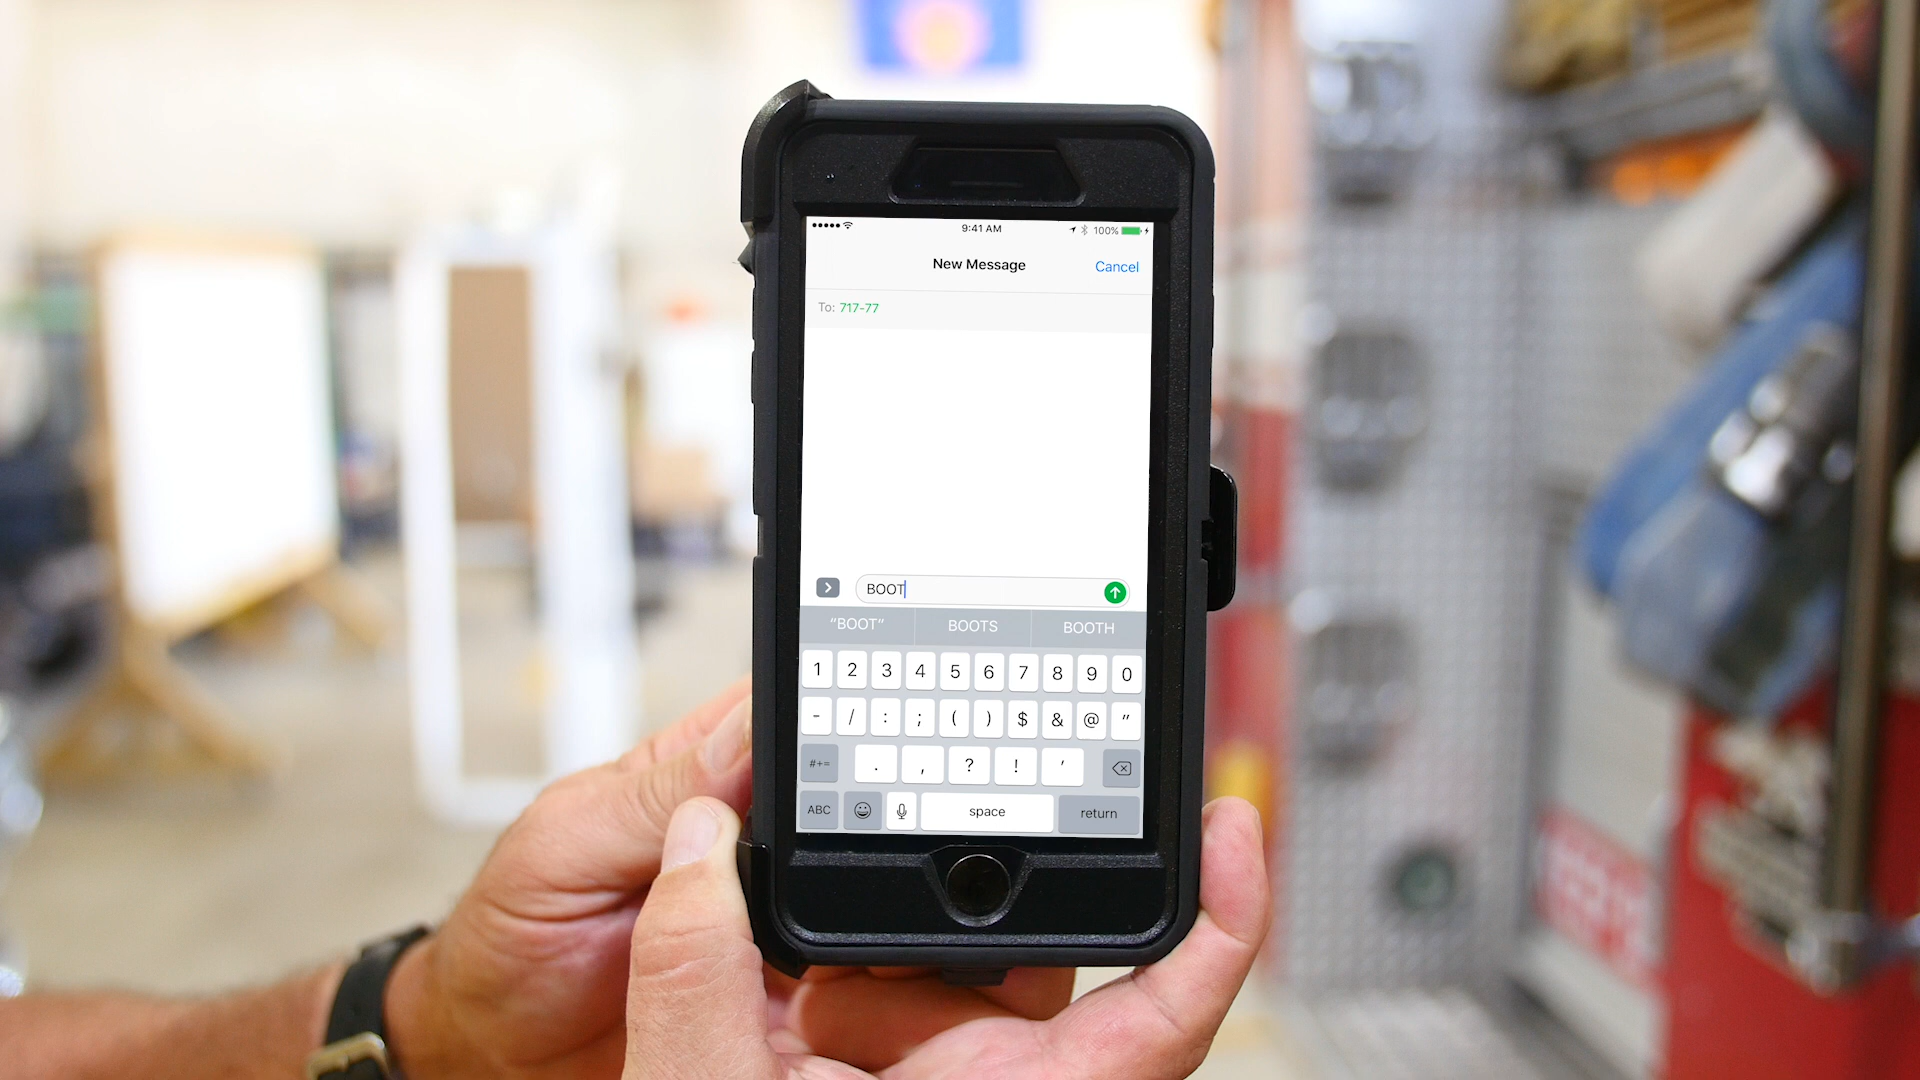 9:41 AM 100%
New Message Cancel
To: 717-77
BOOT
"BOOT" BOOTS BOOTH
1 2 3 4 5 6 7 8 9 0
- / : ; ( ) $ & @ "
#+= . , ? ! '
ABC space return